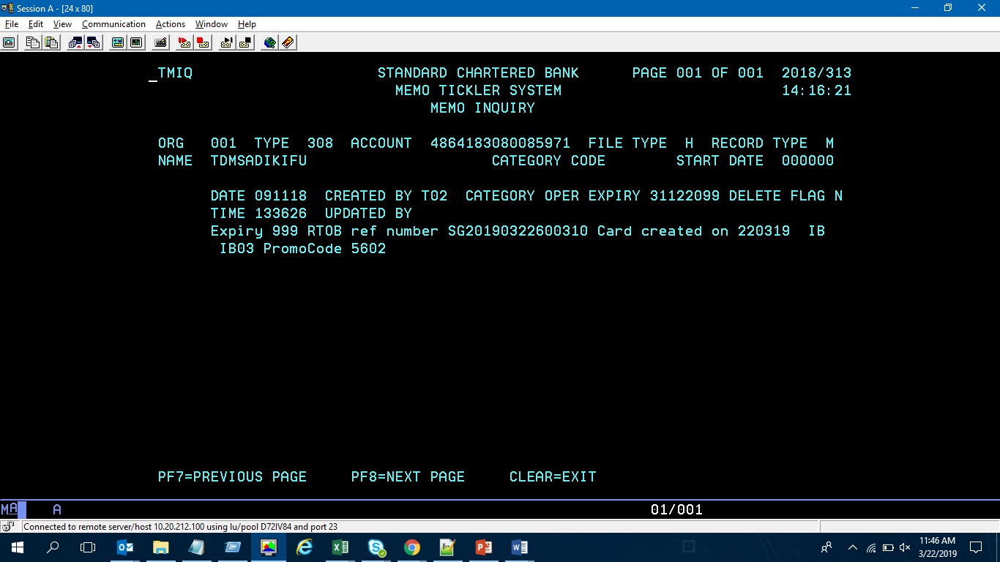 Session A - [24 x 80]
File Edit View Communication Actions Window Help
_TMIQ STANDARD CHARTERED BANK PAGE 001 OF 001 2018/313
MEMO TICKLER SYSTEM 14:16:21
MEMO INQUIRY
ORG 001 TYPE 308 ACCOUNT 4864183080085971 FILE TYPE H RECORD TYPE M
NAME TDMSADIKIFU CATEGORY CODE START DATE 000000
DATE 091118 CREATED BY T02 CATEGORY OPER EXPIRY 31122099 DELETE FLAG N
TIME 133626 UPDATED BY
Expiry 999 RTOB ref number SG20190322600310 Card created on 220319 IB
IB03 PromoCode 5602
PF7=PREVIOUS PAGE PF8=NEXT PAGE CLEAR=EXIT
MA A 01/001
Connected to remote server/host 10.20.212.100 using lu/pool D72IV84 and port 23
11:46 AM
3/22/2019